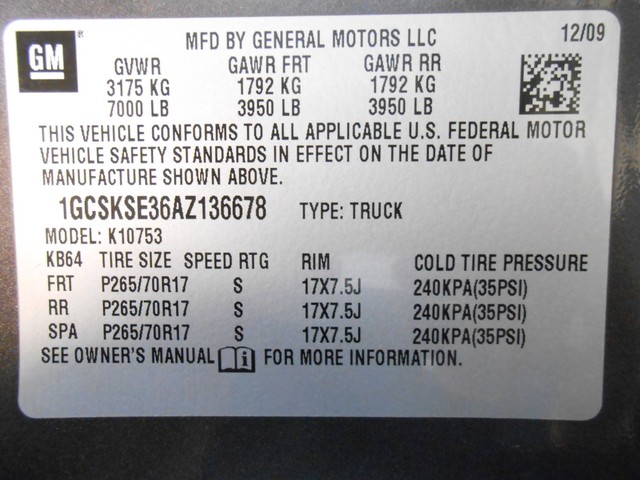 GM ® MFD BY GENERAL MOTORS LLC 12/09
GVWR GAWR FRT GAWR RR
3175 KG 1792 KG 1792 KG
7000 LB 3950 LB 3950 LB
THIS VEHICLE CONFORMS TO ALL APPLICABLE U.S. FEDERAL MOTOR
VEHICLE SAFETY STANDARDS IN EFFECT ON THE DATE OF
MANUFACTURE SHOWN ABOVE.
1GCSKSE36AZ136678 TYPE: TRUCK
MODEL: K10753
KB64 TIRE SIZE SPEED RTG RIM COLD TIRE PRESSURE
FRT P265/70R17 S 17X7.5J 240KPA(35PSI)
RR P265/70R17 S 17X7.5J 240KPA(35PSI)
SPA P265/70R17 S 17X7.5J 240KPA(35PSI)
SEE OWNER'S MANUAL i FOR MORE INFORMATION.